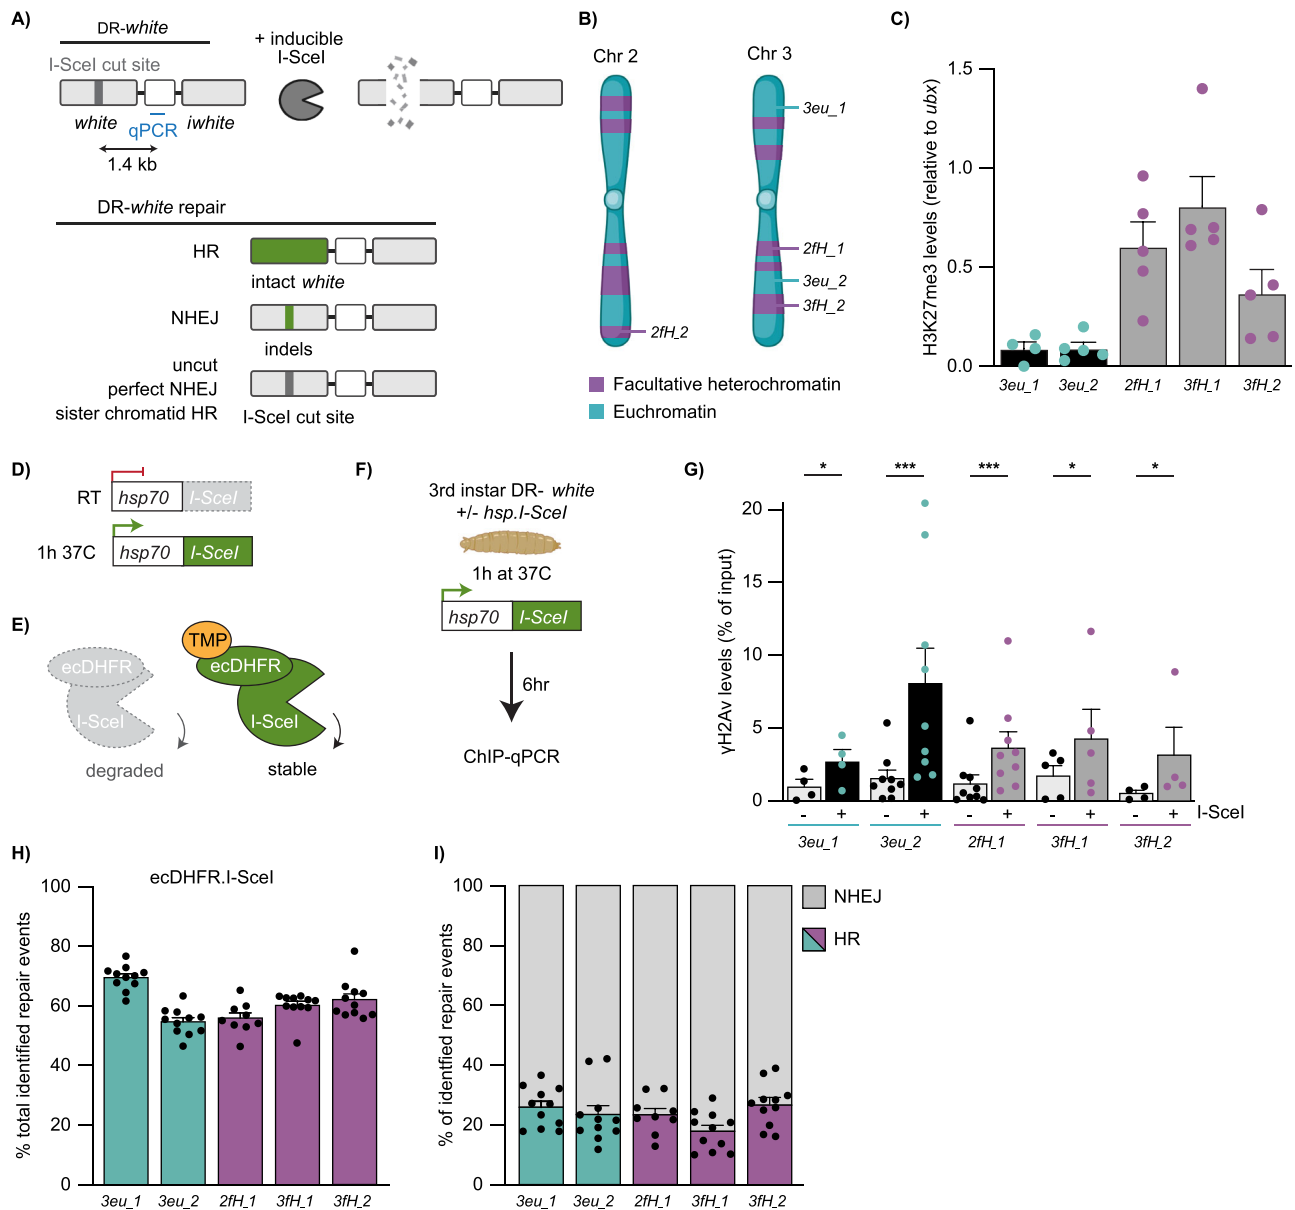 A)
DR-white
I-SceI cut site
white
iwhite
qPCR
1.4 kb
+ inducible
I-SceI
DR-white repair
HR
intact white
NHEJ
indels
uncut
perfect NHEJ
sister chromatid HR
I-SceI cut site
B)
Chr 2
Chr 3
3eu_1
2fH_1
3eu_2
3fH_2
2fH_2
Facultative heterochromatin
Euchromatin
C)
H3K27me3 levels (relative to ubx)
1.5
1.0
0.5
0.0
3eu_1 3eu_2 2fH_1 3fH_1 3fH_2
D)
RT
hsp70 I-SceI
1h 37C
hsp70 I-SceI
E)
ecDHFR
I-SceI
degraded
TMP
ecDHFR
I-SceI
stable
F)
3rd instar DR- white
+/- hsp.I-SceI
1h at 37C
hsp70 I-SceI
6hr
ChIP-qPCR
G)
* *** *** * *
γH2Av levels (% of input)
20
15
10
5
0
- + - + - + - + - + I-SceI
3eu_1 3eu_2 2fH_1 3fH_1 3fH_2
H)
ecDHFR.I-SceI
% total identified repair events
100
80
60
40
20
0
3eu_1 3eu_2 2fH_1 3fH_1 3fH_2
I)
% of identfied repair events
100
80
60
40
20
0
3eu_1 3eu_2 2fH_1 3fH_1 3fH_2
NHEJ
HR